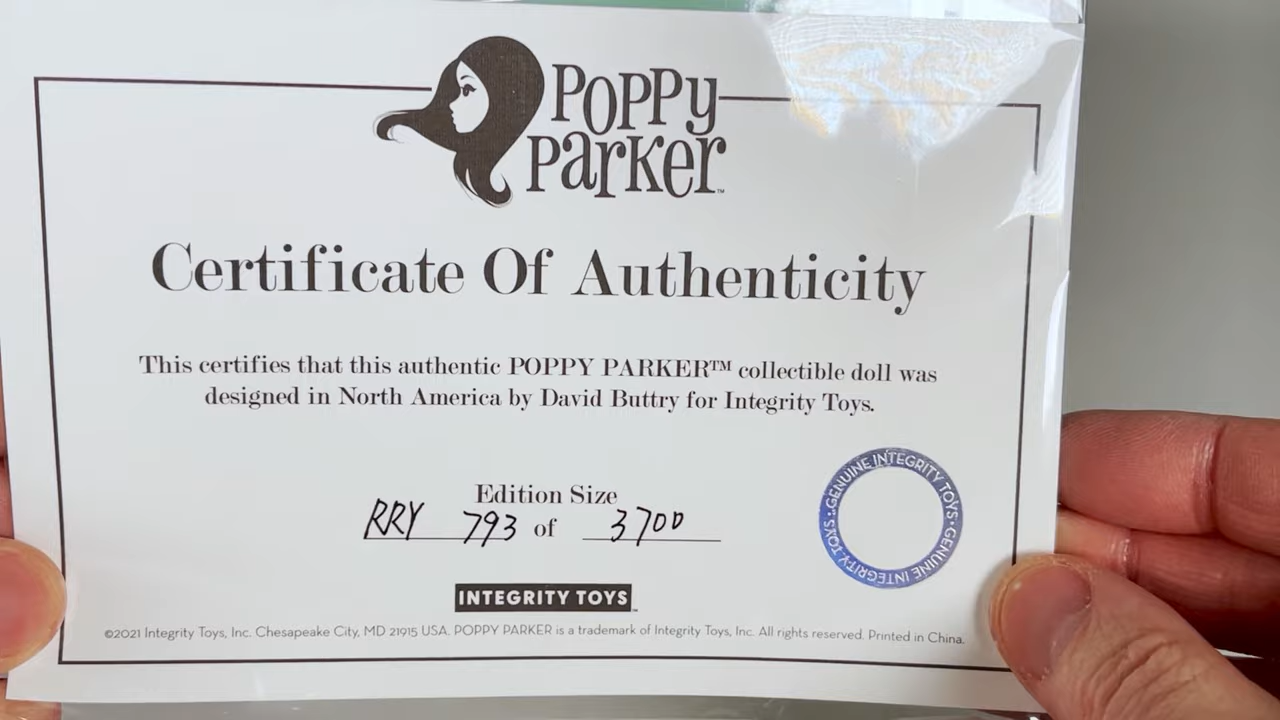 POPPY
PARKER™
Certificate Of Authenticity
This certifies that this authentic POPPY PARKER™ collectible doll was
designed in North America by David Buttry for Integrity Toys.
Edition Size
RRY 793 of 3700
GENUINE INTEGRITY TOYS • GENUINE INTEGRITY TOYS •
INTEGRITY TOYS™
©2021 Integrity Toys, Inc. Chesapeake City, MD 21915 USA. POPPY PARKER is a trademark of Integrity Toys, Inc. All rights reserved. Printed in China.